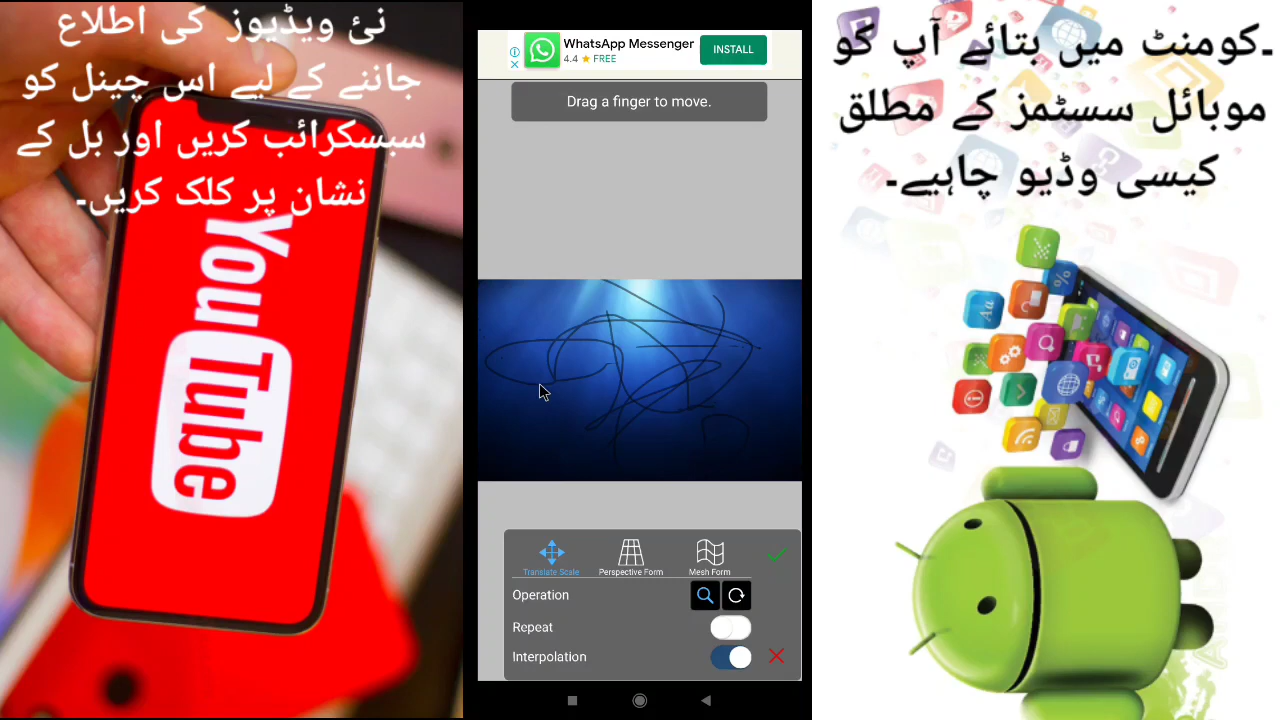 نئ ویڈیوز کی اطلاع
جاننے کے لیے اس چینل کو
سبسکرائب کریں اور بل کے
نشان پر کلک کریں۔
YouTube
WhatsApp Messenger
4.4 ★ FREE
INSTALL
Drag a finger to move.
Translate Scale
Perspective Form
Mesh Form
Operation
Repeat
Interpolation
۔کومنٹ میں بتائے آپ کو
موبائل سسٹمز کے مطلق
کیسی وڈیو چاہیے۔
Aa
%